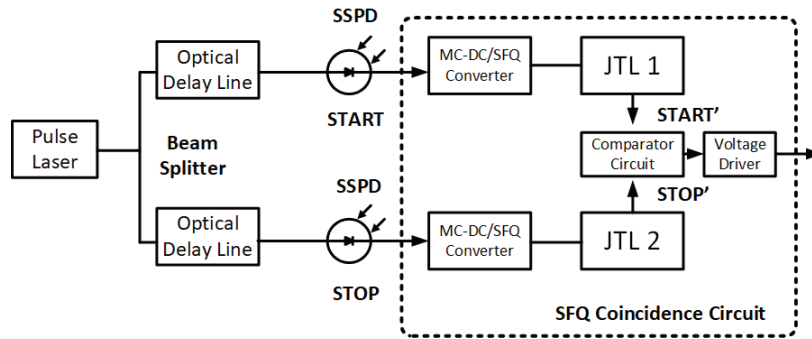 SSPD
Optical
Delay Line
MC-DC/SFQ
Converter
JTL 1
START
START'
Pulse
Laser
Beam
Splitter
Comparator
Circuit
Voltage
Driver
SSPD
STOP'
Optical
Delay Line
MC-DC/SFQ
Converter
JTL 2
STOP
SFQ Coincidence Circuit